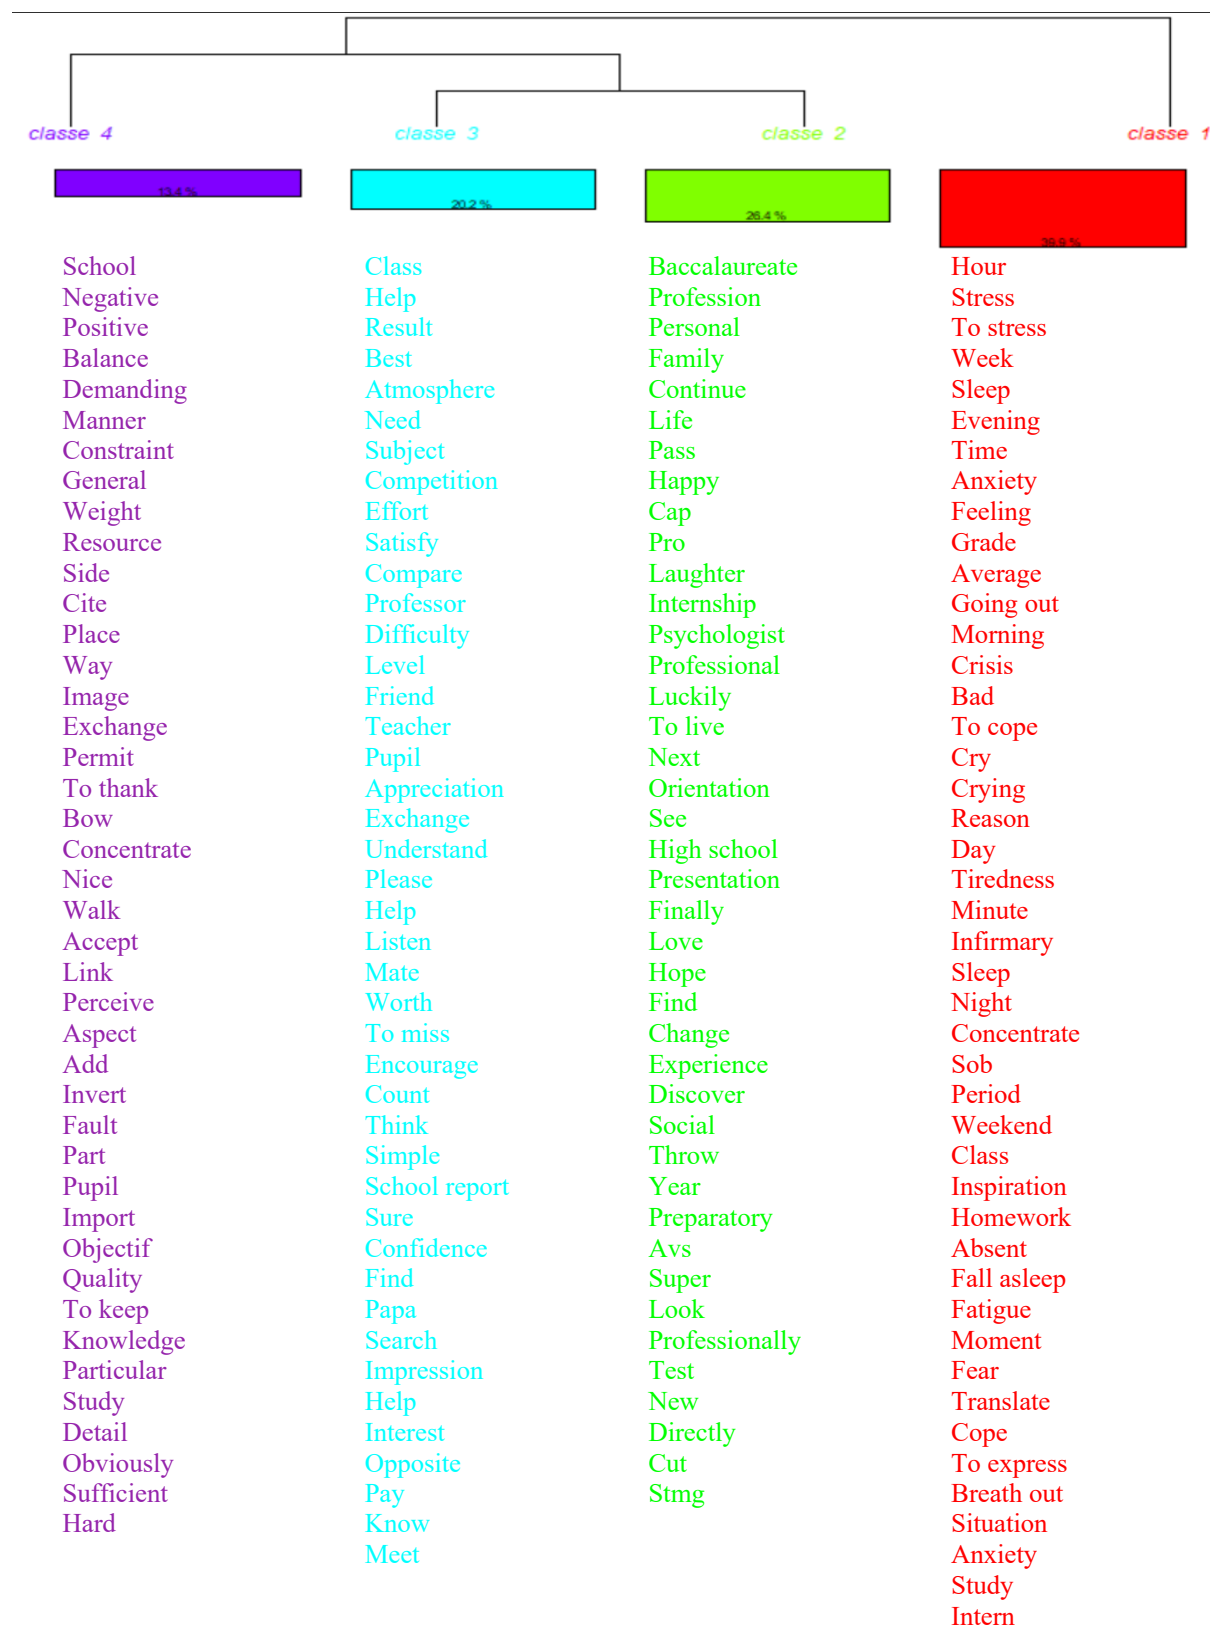 classe 4
classe 3
classe 2
classe 1
13.4 %
20.2 %
26.4 %
39.9 %
School
Negative
Positive
Balance
Demanding
Manner
Constraint
General
Weight
Resource
Side
Cite
Place
Way
Image
Exchange
Permit
To thank
Bow
Concentrate
Nice
Walk
Accept
Link
Perceive
Aspect
Add
Invert
Fault
Part
Pupil
Import
Objectif
Quality
To keep
Knowledge
Particular
Study
Detail
Obviously
Sufficient
Hard
Class
Help
Result
Best
Atmosphere
Need
Subject
Competition
Effort
Satisfy
Compare
Professor
Difficulty
Level
Friend
Teacher
Pupil
Appreciation
Exchange
Understand
Please
Help
Listen
Mate
Worth
To miss
Encourage
Count
Think
Simple
School report
Sure
Confidence
Find
Papa
Search
Impression
Help
Interest
Opposite
Pay
Know
Meet
Baccalaureate
Profession
Personal
Family
Continue
Life
Pass
Happy
Cap
Pro
Laughter
Internship
Psychologist
Professional
Luckily
To live
Next
Orientation
See
High school
Presentation
Finally
Love
Hope
Find
Change
Experience
Discover
Social
Throw
Year
Preparatory
Avs
Super
Look
Professionally
Test
New
Directly
Cut
Stmg
Hour
Stress
To stress
Week
Sleep
Evening
Time
Anxiety
Feeling
Grade
Average
Going out
Morning
Crisis
Bad
To cope
Cry
Crying
Reason
Day
Tiredness
Minute
Infirmary
Sleep
Night
Concentrate
Sob
Period
Weekend
Class
Inspiration
Homework
Absent
Fall asleep
Fatigue
Moment
Fear
Translate
Cope
To express
Breath out
Situation
Anxiety
Study
Intern